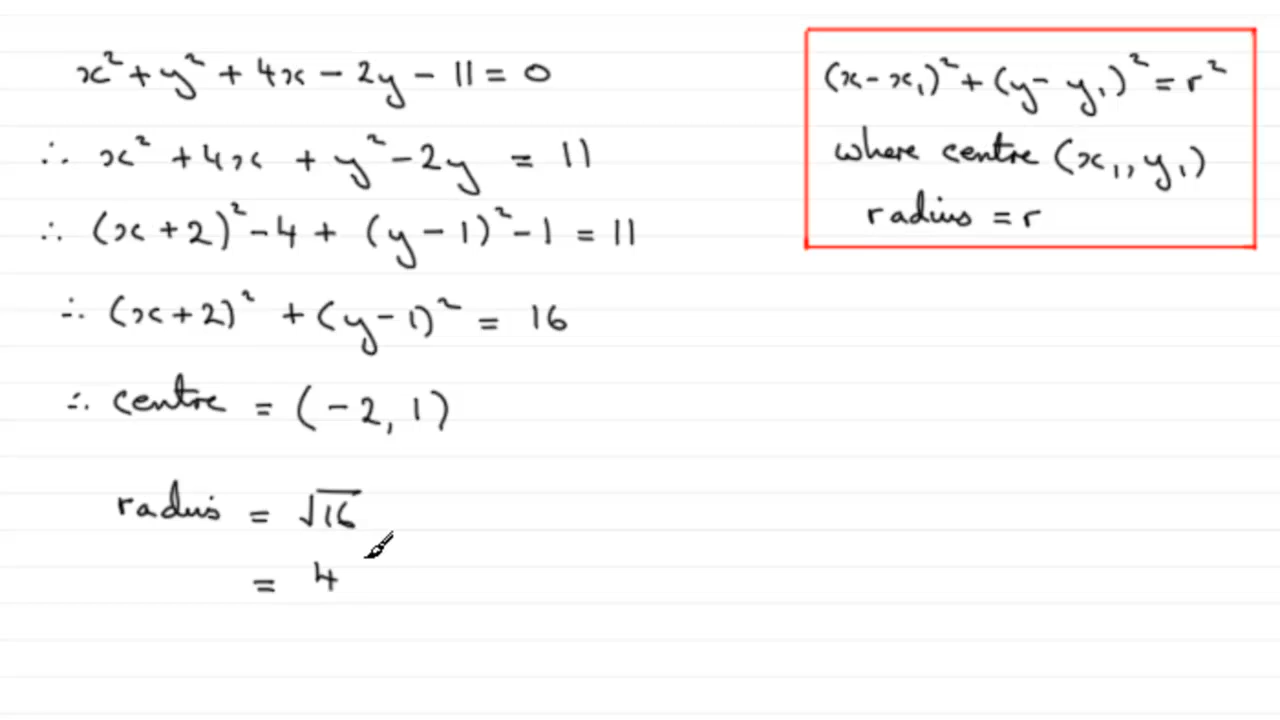 x² + y² + 4x - 2y - 11 = 0
∴ x² + 4x + y² - 2y = 11
∴ (x + 2)² - 4 + (y - 1)² - 1 = 11
∴ (x + 2)² + (y - 1)² = 16
∴ centre = (-2, 1)
radius = √16
= 4
(x - x₁)² + (y - y₁)² = r²
where centre (x₁, y₁)
radius = r